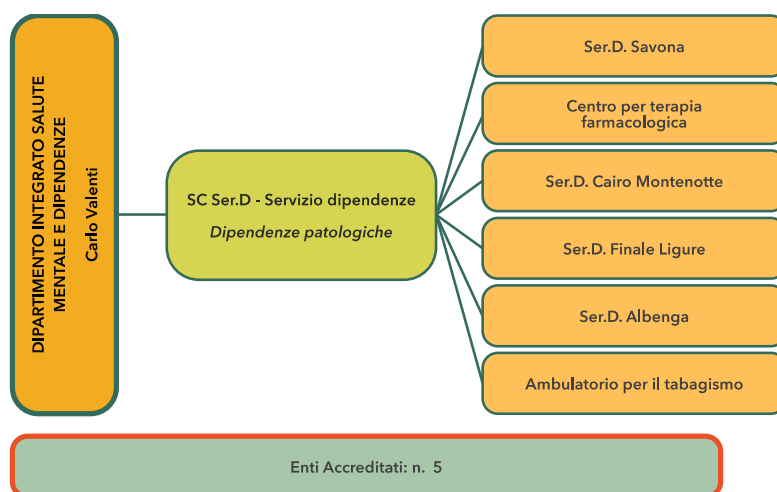 DIPARTIMENTO INTEGRATO SALUTE
MENTALE E DIPENDENZE
Carlo Valenti
SC Ser.D - Servizio dipendenze
Dipendenze patologiche
Ser.D. Savona
Centro per terapia
farmacologica
Ser.D. Cairo Montenotte
Ser.D. Finale Ligure
Ser.D. Albenga
Ambulatorio per il tabagismo
Enti Accreditati: n. 5